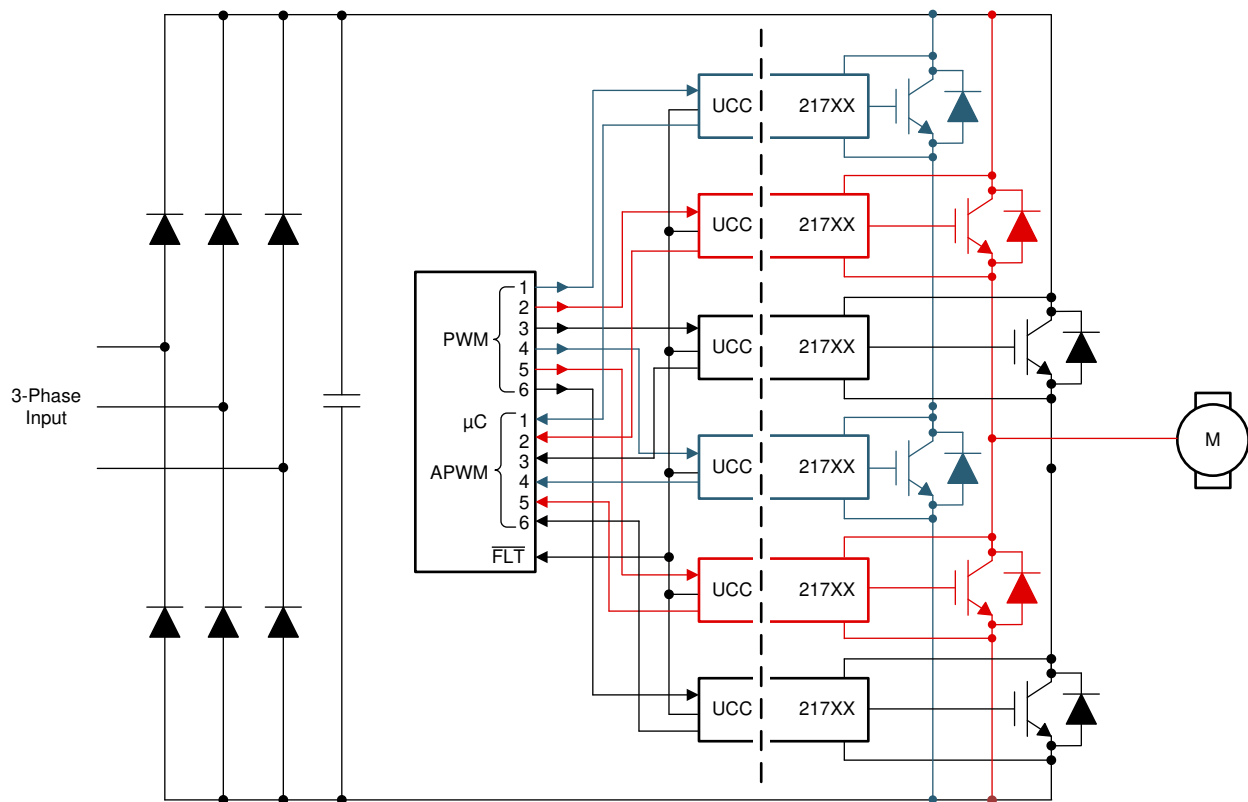 UCC 217XX
UCC 217XX
1
2
PWM 3
4
5
6
UCC 217XX
3-Phase
Input
µC
1
2
APWM 3
4
5
6
M
UCC 217XX
FLT
UCC 217XX
UCC 217XX